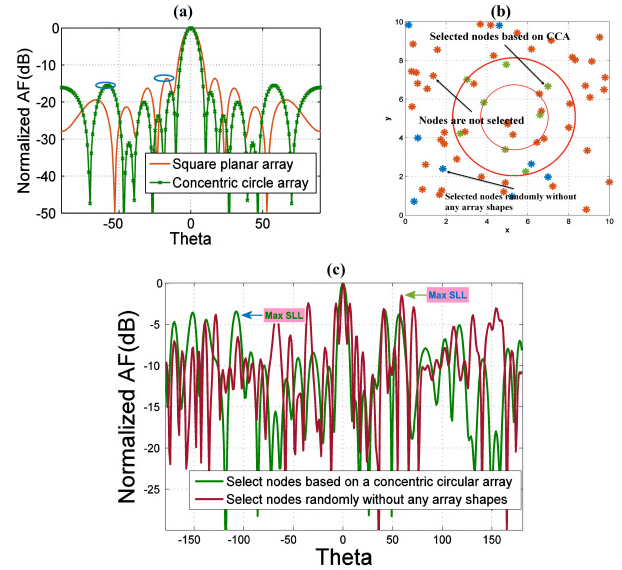 (a)
Normalized AF(dB)
0
-10
-20
-30
-40
-50
-50
0
50
Theta
Square planar array
Concentric circle array
(b)
10
8
6
4
2
0
0
2
4
6
8
10
y
x
Selected nodes based on CCA
Nodes are not selected
Selected nodes randomly without
any array shapes
(c)
Normalized AF(dB)
0
-5
-10
-15
-20
-25
-150
-100
-50
0
50
100
150
Theta
Max SLL
Max SLL
Select nodes based on a concentric circular array
Select nodes randomly without any array shapes